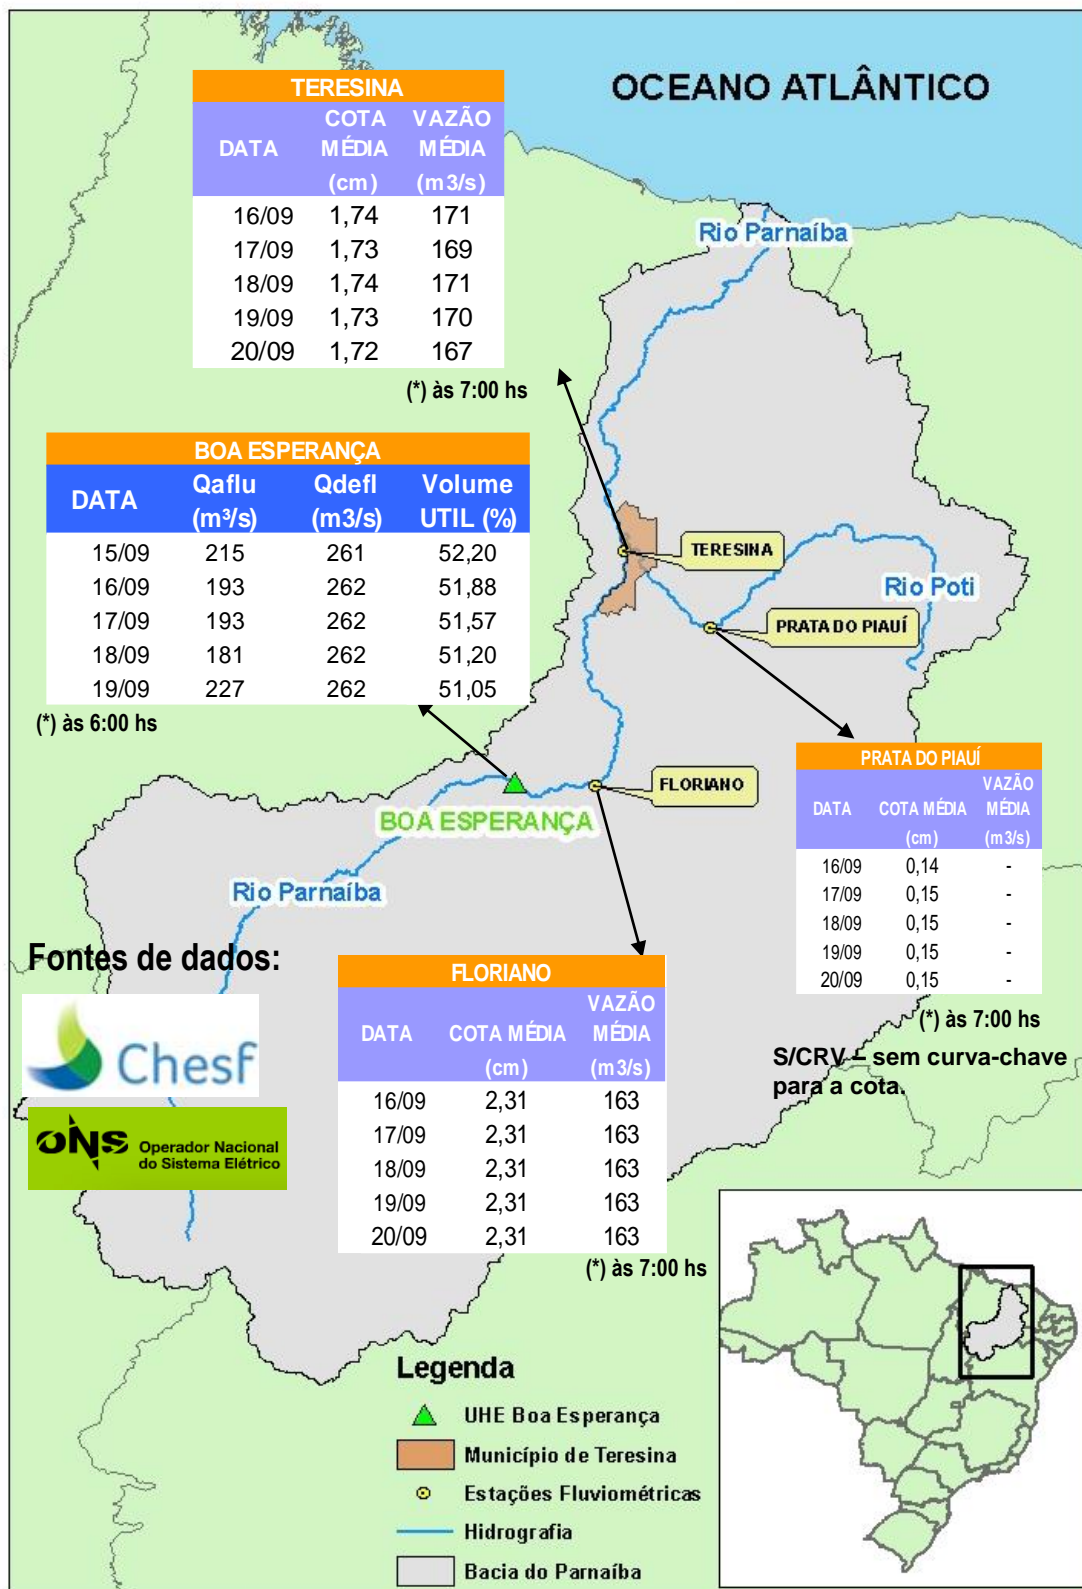 OCEANO ATLÂNTICO
TERESINA
DATA COTA MÉDIA (cm) VAZÃO MÉDIA (m3/s)
16/09 1,74 171
17/09 1,73 169
18/09 1,74 171
19/09 1,73 170
20/09 1,72 167
(*) às 7:00 hs
Rio Parnaíba
BOA ESPERANÇA
DATA Qaflu (m³/s) Qdefl (m3/s) Volume UTIL (%)
15/09 215 261 52,20
16/09 193 262 51,88
17/09 193 262 51,57
18/09 181 262 51,20
19/09 227 262 51,05
(*) às 6:00 hs
TERESINA
Rio Poti
PRATA DO PIAUÍ
FLORIANO
BOA ESPERANÇA
Rio Parnaíba
PRATA DO PIAUÍ
DATA COTA MÉDIA (cm) VAZÃO MÉDIA (m3/s)
16/09 0,14 -
17/09 0,15 -
18/09 0,15 -
19/09 0,15 -
20/09 0,15 -
(*) às 7:00 hs
S/CRV – sem curva-chave
para a cota.
Fontes de dados:
Chesf
ONS Operador Nacional
do Sistema Elétrico
FLORIANO
DATA COTA MÉDIA (cm) VAZÃO MÉDIA (m3/s)
16/09 2,31 163
17/09 2,31 163
18/09 2,31 163
19/09 2,31 163
20/09 2,31 163
(*) às 7:00 hs
Legenda
UHE Boa Esperança
Município de Teresina
Estações Fluviométricas
Hidrografia
Bacia do Parnaíba